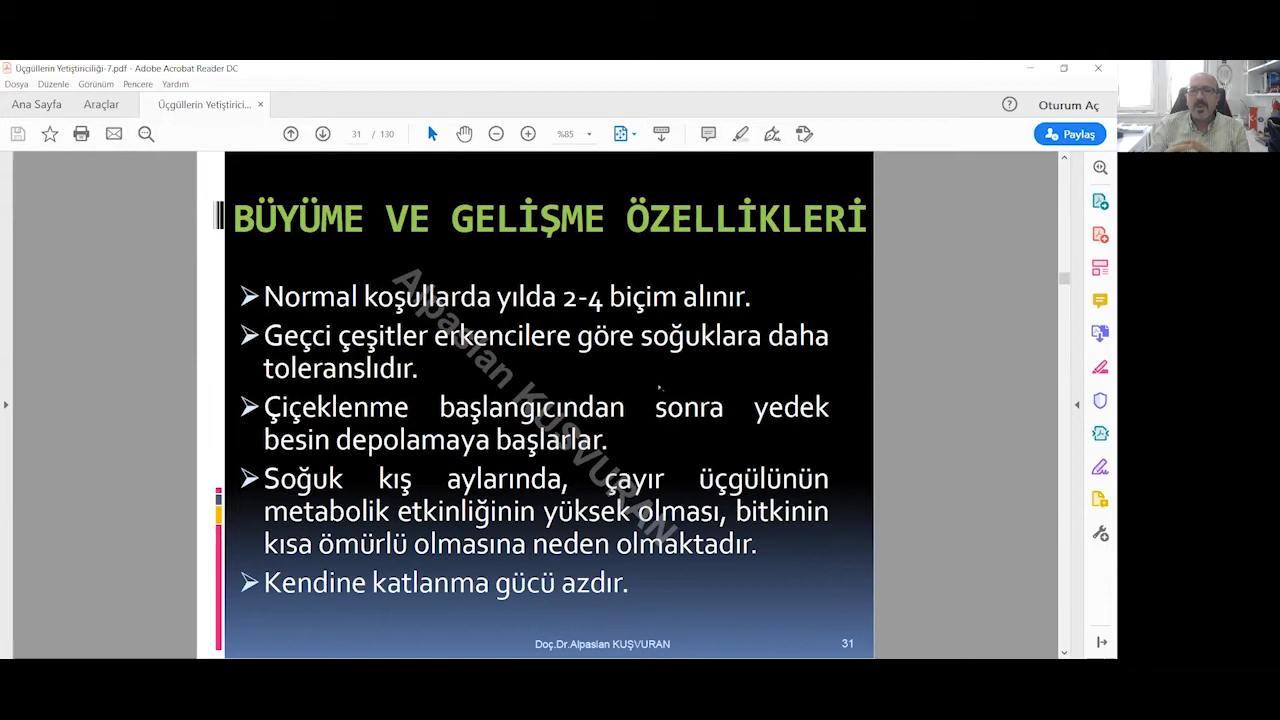 Üçgüllerin Yetiştiriciliği-7.pdf - Adobe Acrobat Reader DC
Dosya Düzenle Görünüm Pencere Yardım
Ana Sayfa Araçlar Üçgüllerin Yetiştirici... × Oturum Aç
31 / 130 %85 Paylaş
BÜYÜME VE GELİŞME ÖZELLİKLERİ
➢Normal koşullarda yılda 2-4 biçim alınır.
➢Geçci çeşitler erkencilere göre soğuklara daha
toleranslıdır.
➢Çiçeklenme başlangıcından sonra yedek
besin depolamaya başlarlar.
➢Soğuk kış aylarında, çayır üçgülünün
metabolik etkinliğinin yüksek olması, bitkinin
kısa ömürlü olmasına neden olmaktadır.
➢Kendine katlanma gücü azdır.
Alpaslan KUŞVURAN
Doç.Dr.Alpaslan KUŞVURAN 31